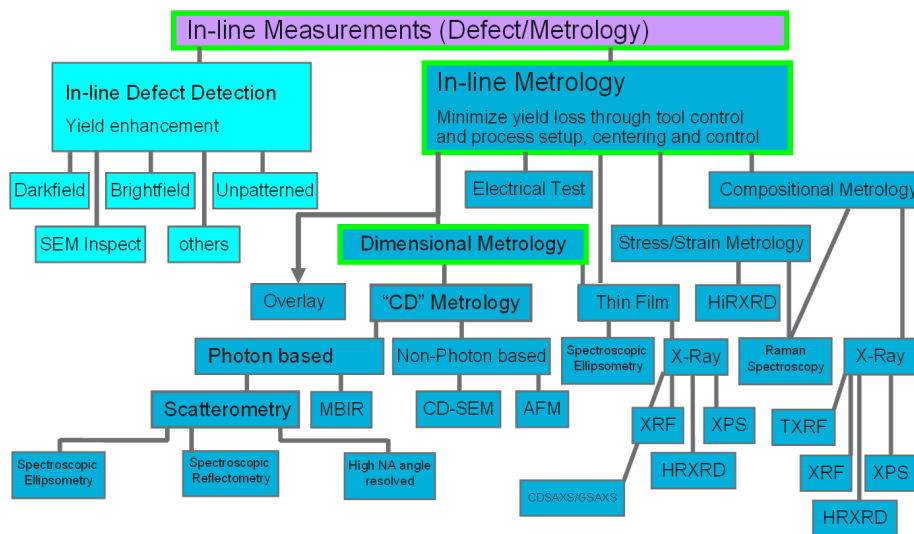 In-line Measurements (Defect/Metrology)
In-line Defect Detection
Yield enhancement
In-line Metrology
Minimize yield loss through tool control
and process setup, centering and control
Darkfield
Brightfield
Unpatterned
Electrical Test
Compositional Metrology
SEM Inspect
others
Dimensional Metrology
Stress/Strain Metrology
Overlay
“CD” Metrology
Thin Film
HiRXRD
Photon based
Non-Photon based
Spectroscopic
Ellipsometry
X-Ray
Raman
Spectroscopy
X-Ray
Scatterometry
MBIR
CD-SEM
AFM
XRF
XPS
TXRF
Spectroscopic
Ellipsometry
Spectroscopic
Reflectometry
High NA angle
resolved
HRXRD
XRF
XPS
CDSAXS/GSAXS
HRXRD